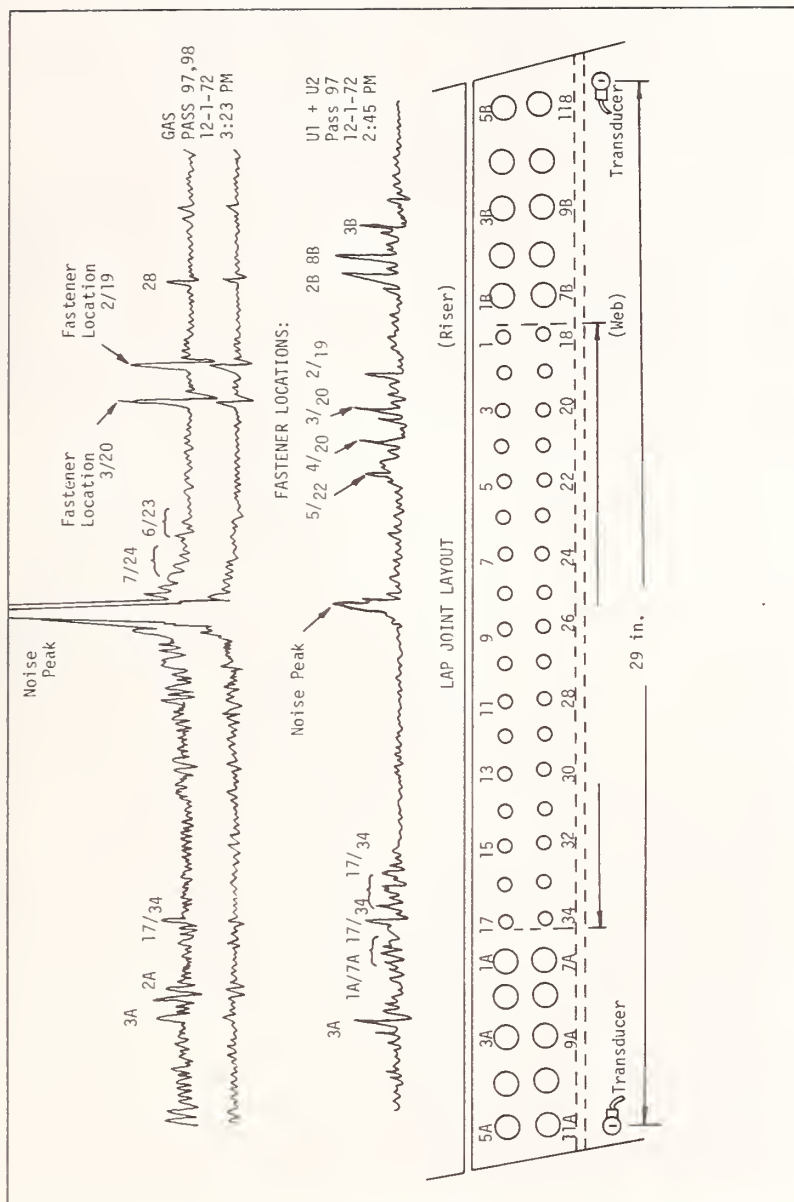 GAS
PASS 97,98
12-1-72
3:23 PM
Fastener
Location
2/19
Fastener
Location
3/20
2B
6/23
7/24
Noise
Peak
17/34
2A
3A
U1 + U2
Pass 97
12-1-72
2:45 PM
3B
2B 8B
FASTENER LOCATIONS:
5/22 4/20 3/20 2/19
Noise Peak
17/34
1A/7A 17/34
3A
LAP JOINT LAYOUT
(Riser)
5A 3A 1A 17 15 13 11 9 7 5 3 1 1B 3B 5B
11A 9A 7A 34 32 30 28 26 24 22 20 18 7B 9B 11B
(Web)
Transducer
Transducer
29 in.